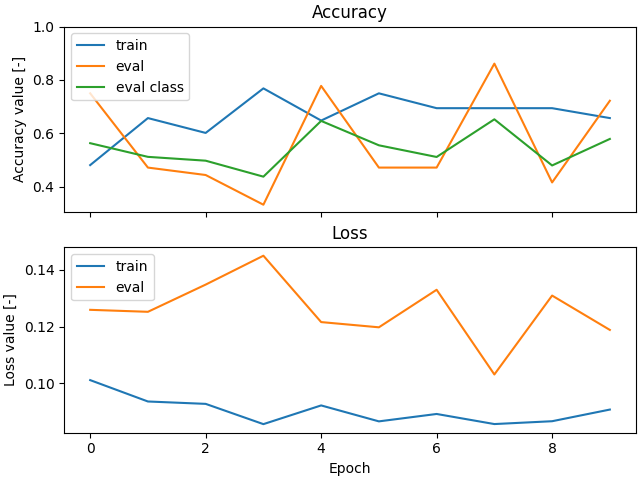 Accuracy
1.0
0.8
0.6
0.4
Accuracy value [-]
train
eval
eval class
Loss
0.14
0.12
0.10
Loss value [-]
train
eval
0 2 4 6 8
Epoch